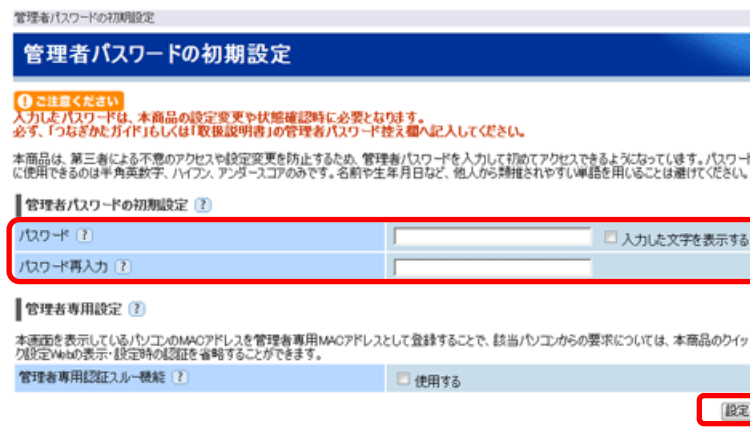 管理者パスワードの初期設定
管理者パスワードの初期設定
! ご注意ください
入力したパスワードは、本商品の設定変更や状態確認時に必要となります。
必ず、「つなぎかたガイド」もしくは「取扱説明書」の管理者パスワード控え欄へ記入してください。
本商品は、第三者による不意のアクセスや設定変更を防止するため、管理者パスワードを入力して初めてアクセスできるようになっています。パスワード
に使用できるのは半角英数字、ハイフン、アンダースコアのみです。名前や生年月日など、他人から類推されやすい単語を用いることは避けてください。
管理者パスワードの初期設定 ?
パスワード ? 入力した文字を表示する
パスワード再入力 ?
管理者専用設定 ?
本画面を表示しているパソコンのMACアドレスを管理者専用MACアドレスとして登録することで、該当パソコンからの要求については、本商品のクイッ
ク設定Webの表示・設定時の認証を省略することができます。
管理者専用認証スルー機能 ? 使用する
設定